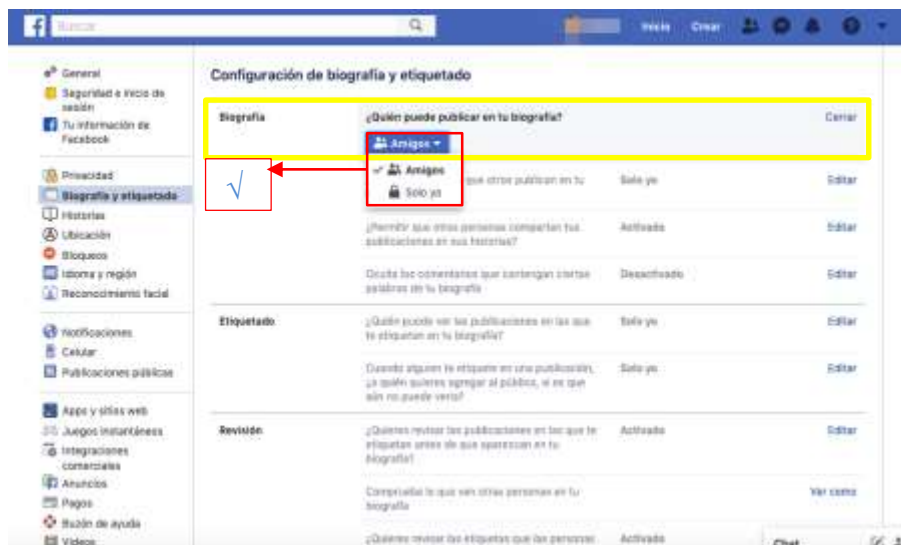 f
Buscar
Inicio
Crear
General
Seguridad e inicio de
sesión
Tu información de
Facebook
Privacidad
Biografía y etiquetado
Historias
Ubicación
Bloqueos
Idioma y región
Reconocimiento facial
Notificaciones
Celular
Publicaciones públicas
Apps y sitios web
Juegos instantáneos
Integraciones
comerciales
Anuncios
Pagos
Buzón de ayuda
Videos
Configuración de biografía y etiquetado
Biografía
¿Quién puede publicar en tu biografía?
Cerrar
Amigos
√
Amigos
Solo yo
que otros publican en tu
Solo yo
Editar
¿Permitir que otras personas compartan tus
publicaciones en sus historias?
Activado
Editar
Oculta los comentarios que contengan ciertas
palabras de tu biografía
Desactivado
Editar
Etiquetado
¿Quién puede ver las publicaciones en las que
te etiquetan en tu biografía?
Solo yo
Editar
Cuando alguien te etiquete en una publicación,
¿a quién quieres agregar al público, si es que
aún no puede verla?
Solo yo
Editar
Revisión
¿Quieres revisar las publicaciones en las que te
etiquetan antes de que aparezcan en tu
biografía?
Activado
Editar
Comprueba lo que ven otras personas en tu
biografía
Ver como
¿Quieres revisar las etiquetas que las personas
Activado
Chat